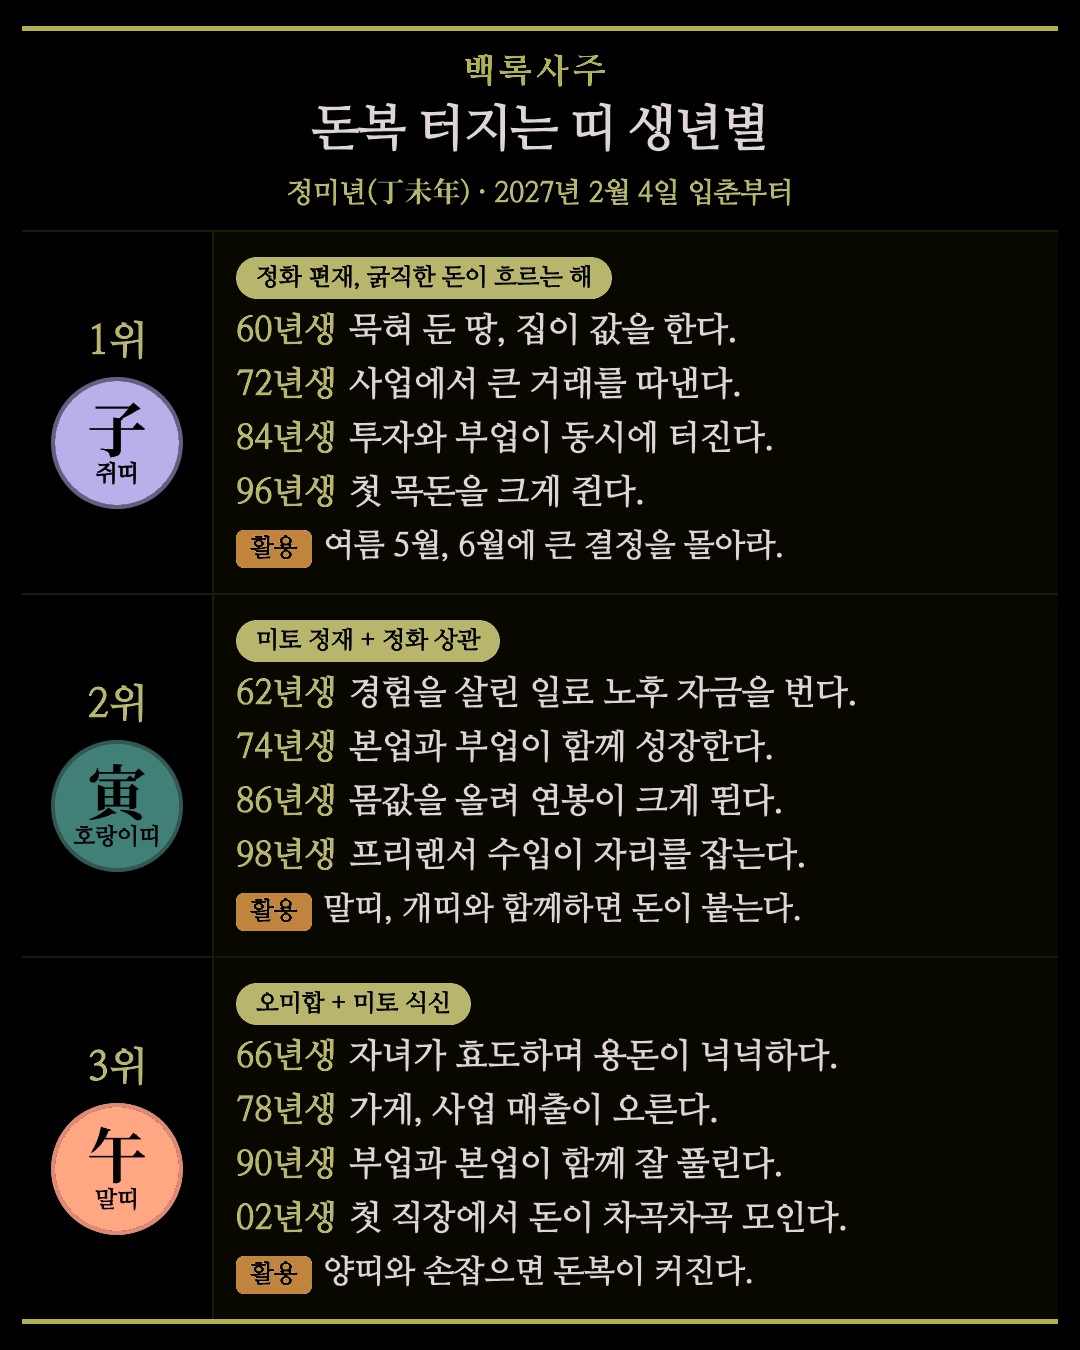 백록사주
돈복 터지는 띠 생년별
정미년(丁未年) · 2027년 2월 4일 입춘부터
1위
子
쥐띠
정화 편재, 굵직한 돈이 흐르는 해
60년생 묵혀 둔 땅, 집이 값을 한다.
72년생 사업에서 큰 거래를 따낸다.
84년생 투자와 부업이 동시에 터진다.
96년생 첫 목돈을 크게 쥔다.
활용 여름 5월, 6월에 큰 결정을 몰아라.
2위
寅
호랑이띠
미토 정재 + 정화 상관
62년생 경험을 살린 일로 노후 자금을 번다.
74년생 본업과 부업이 함께 성장한다.
86년생 몸값을 올려 연봉이 크게 뛴다.
98년생 프리랜서 수입이 자리를 잡는다.
활용 말띠, 개띠와 함께하면 돈이 붙는다.
3위
午
말띠
오미합 + 미토 식신
66년생 자녀가 효도하며 용돈이 넉넉하다.
78년생 가게, 사업 매출이 오른다.
90년생 부업과 본업이 함께 잘 풀린다.
02년생 첫 직장에서 돈이 차곡차곡 모인다.
활용 양띠와 손잡으면 돈복이 커진다.